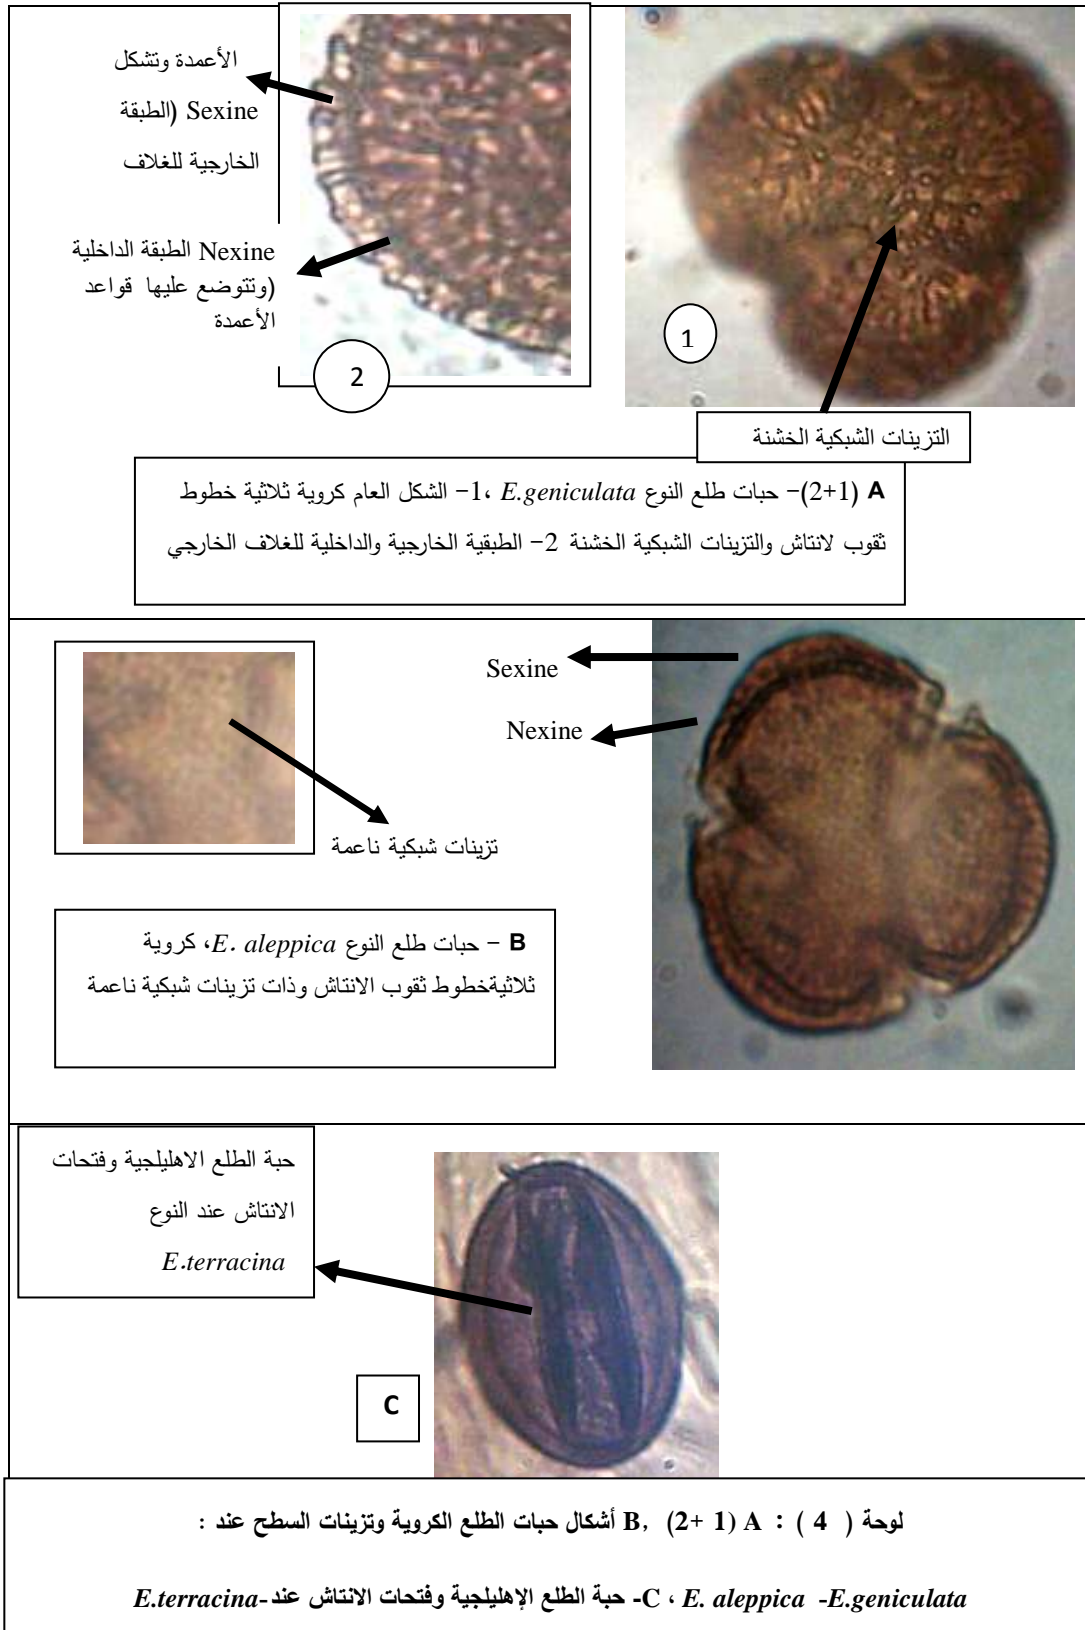 الأعمدة وتشكل
Sexine (الطبقة
الخارجية للغلاف
Nexine الطبقة الداخلية
(وتتوضع عليها قواعد
الأعمدة
2
1
التزينات الشبكية الخشنة
A (2+1)- حبات طلع النوع E.geniculata، 1- الشكل العام كروية ثلاثية خطوط
ثقوب لانتاش والتزينات الشبكية الخشنة 2- الطبقية الخارجية والداخلية للغلاف الخارجي
Sexine
Nexine
تزينات شبكية ناعمة
B - حبات طلع النوع E. aleppica، كروية
ثلاثيةخطوط ثقوب الانتاش وذات تزينات شبكية ناعمة
حبة الطلع الاهليلجية وفتحات
الانتاش عند النوع
E.terracina
C
لوحة ( 4 ) : A (1 +2) ,B أشكال حبات الطلع الكروية وتزينات السطح عند :
E. aleppica -E.geniculata ، C- حبة الطلع الإهليلجية وفتحات الانتاش عند -E.terracina